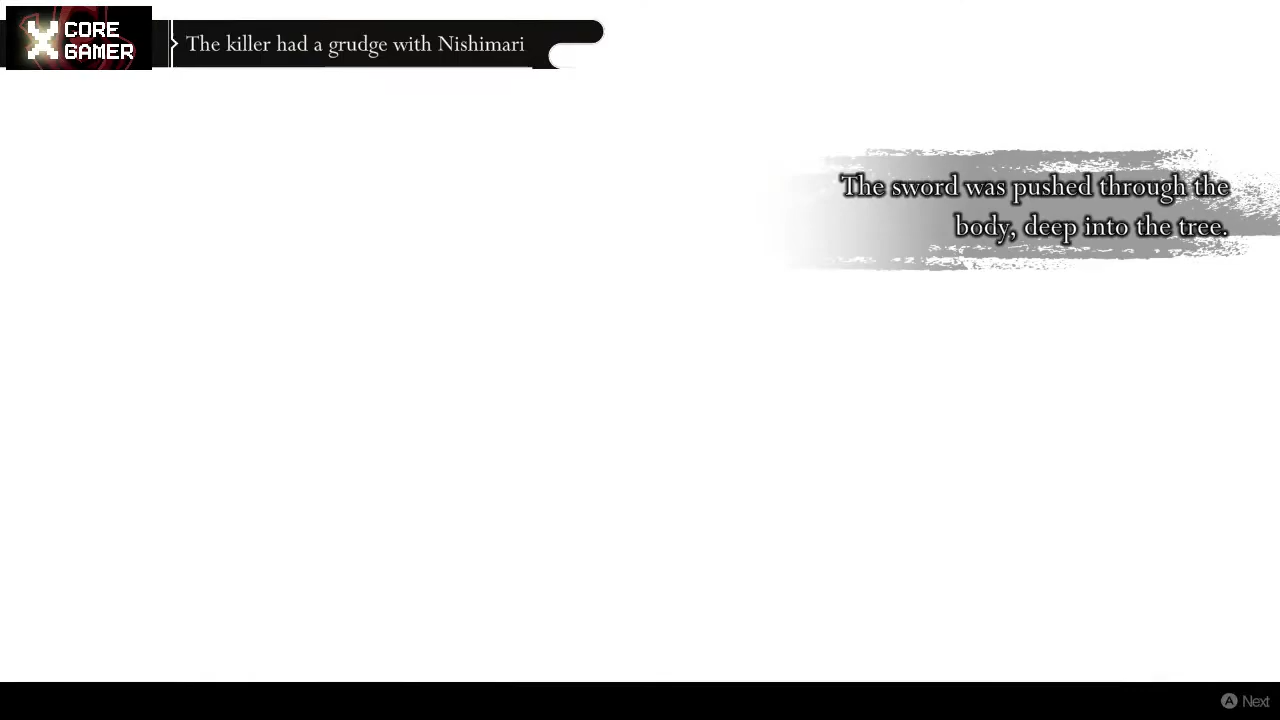 CORE
GAMER
The killer had a grudge with Nishimari
The sword was pushed through the
body, deep into the tree.
A Next